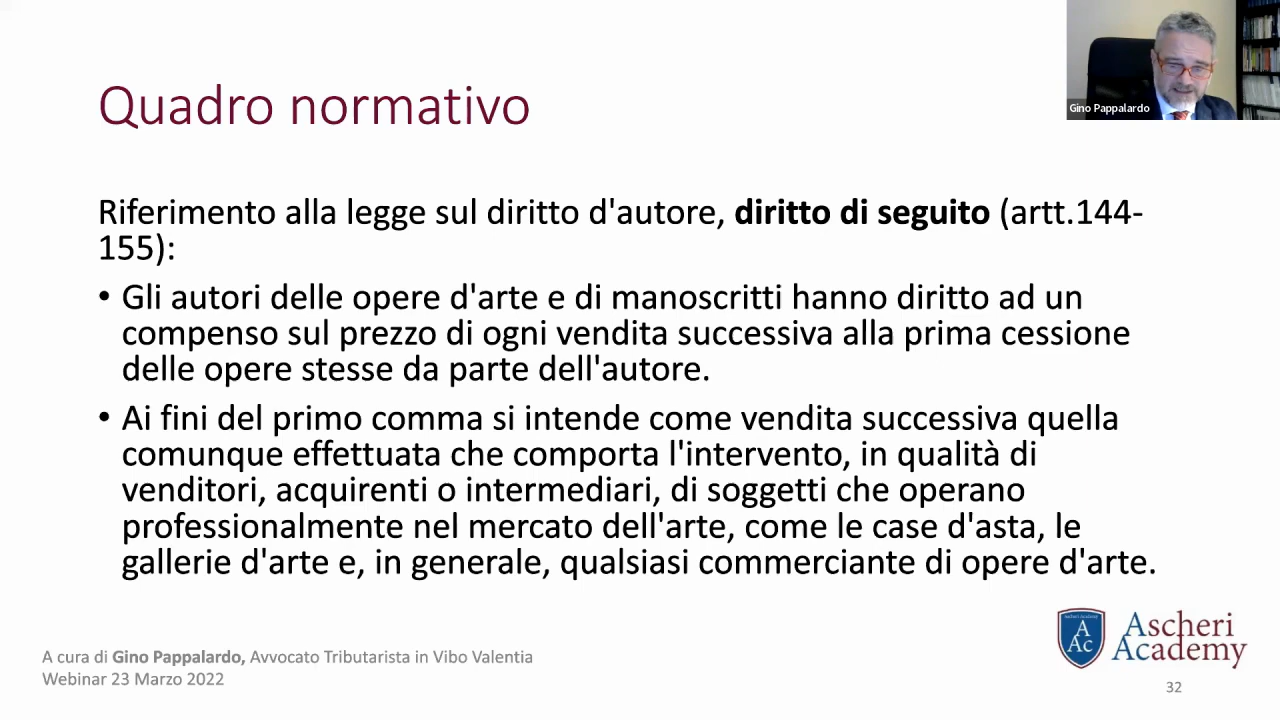 Gino Pappalardo
Quadro normativo
Riferimento alla legge sul diritto d'autore, diritto di seguito (artt.144-
155):
• Gli autori delle opere d'arte e di manoscritti hanno diritto ad un
compenso sul prezzo di ogni vendita successiva alla prima cessione
delle opere stesse da parte dell'autore.
• Ai fini del primo comma si intende come vendita successiva quella
comunque effettuata che comporta l'intervento, in qualità di
venditori, acquirenti o intermediari, di soggetti che operano
professionalmente nel mercato dell'arte, come le case d'asta, le
gallerie d'arte e, in generale, qualsiasi commerciante di opere d'arte.
Ascheri Academy
A
Ac
Ascheri
Academy
A cura di Gino Pappalardo, Avvocato Tributarista in Vibo Valentia
Webinar 23 Marzo 2022
32